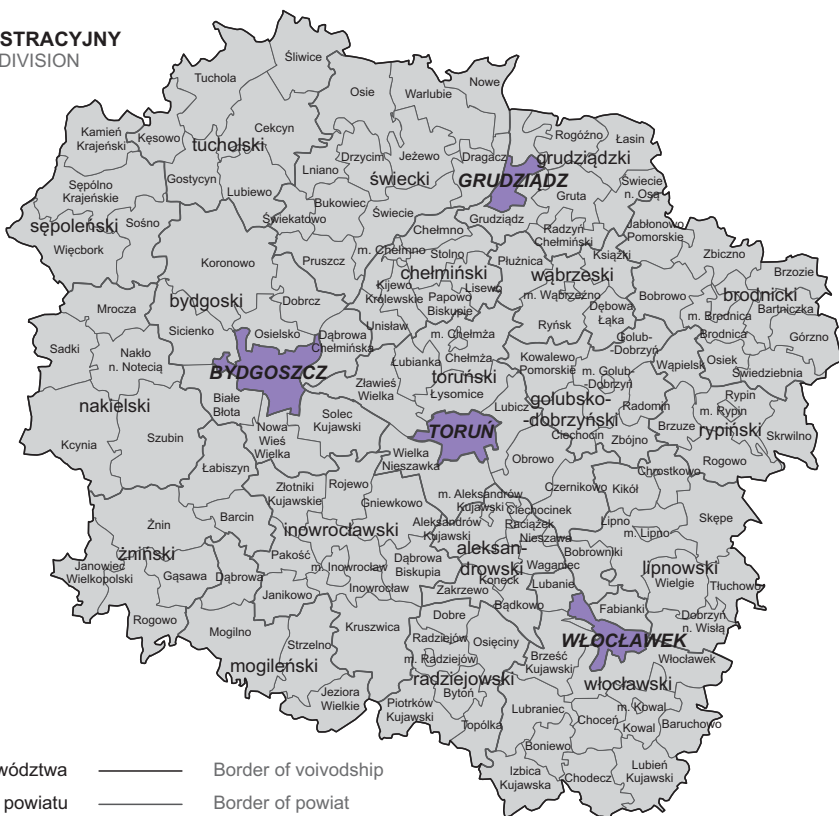 STRACYJNY
DIVISION
Śliwice
Tuchola
Nowe
Osie
Warlubie
Kamień
Krajeński
Kęsowo
Cekcyn
tucholski
Rogóźno
Łasin
Drzycim
Jeżewo
Dragacz
grudziądzki
Lniano
świecki
GRUDZIĄDZ
Sępólno
Krajeńskie
Gostycyn
Lubiewo
Bukowiec
Gruta
Świecie
n. Osą
Świekatowo
Świecie
Grudziądz
sępoleński
Sośno
Więcbork
Chełmno
Radzyń
Chełmiński
Jabłonowo
Pomorskie
Koronowo
Pruszcz
m. Chełmno
Stolno
Płużnica
Książki
Zbiczno
chełmiński
wąbrzeski
Brzozie
Kijewo
Królewskie
Lisewo
Papowo
Biskupie
m. Wąbrzeźno
Bobrowo
brodnicki
bydgoski
Dobrcz
Dębowa
Łąka
Bartniczka
m. Brodnica
Mrocza
Sicienko
Osielsko
Dąbrowa
Chełmińska
Unisław
m. Chełmża
Ryńsk
Golub-
-Dobrzyń
Brodnica
Górzno
Sadki
Nakło
n. Notecią
BYDGOSZCZ
Łubianka
Chełmża
Kowalewo
Pomorskie
m. Golub-
Dobrzyń
Wąpielsk
Osiek
Świedziebnia
toruński
Zławieś
Wielka
Łysomice
golubsko-
-dobrzyński
Rypin
m. Rypin
nakielski
Białe
Błota
Solec
Kujawski
Lubicz
Radomin
Brzuze
rypiński
Skrwilno
TORUŃ
Ciechocin
Zbójno
Kcynia
Szubin
Nowa
Wieś
Wielka
Wielka
Nieszawka
Obrowo
Rogowo
Łabiszyn
Chrostkowo
Złotniki
Kujawskie
Rojewo
Gniewkowo
m. Aleksandrów
Kujawski
Czernikowo
Kikół
Ciechocinek
Żnin
Barcin
Aleksandrów
Kujawski
Raciążek
Lipno
Skępe
inowrocławski
m. Lipno
Nieszawa
żniński
Pakość
aleksan-
drowski
Bobrowniki
Janowiec
Wielkopolski
Gąsawa
Dąbrowa
m. Inowrocław
Dąbrowa
Biskupia
Waganiec
lipnowski
Koneck
Lubanie
Wielgie
Tłuchowo
Janikowo
Inowrocław
Zakrzewo
Bądkowo
Fabianki
Dobrzyń
n. Wisłą
Rogowo
Mogilno
Kruszwica
Dobre
Strzelno
Radziejów
Osięciny
WŁOCŁAWEK
Brześć
Kujawski
Włocławek
mogileński
m. Radziejów
radziejowski
włocławski
Jeziora
Wielkie
Bytoń
Piotrków
Kujawski
Lubraniec
m. Kowal
Choceń
Topólka
Kowal
Baruchowo
Boniewo
Izbica
Kujawska
Chodecz
Lubień
Kujawski
wództwa
Border of voivodship
powiatu
Border of powiat